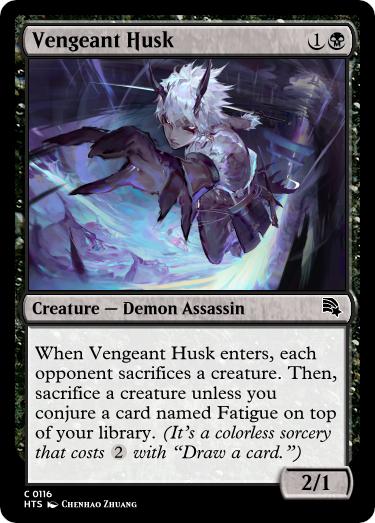 Vengeant Husk 1
Creature — Demon Assassin
When Vengeant Husk enters, each
opponent sacrifices a creature. Then,
sacrifice a creature unless you
conjure a card named Fatigue on top
of your library. (It's a colorless sorcery
that costs 2 with “Draw a card.”)
2/1
C 0116
HTS Chenhao Zhuang